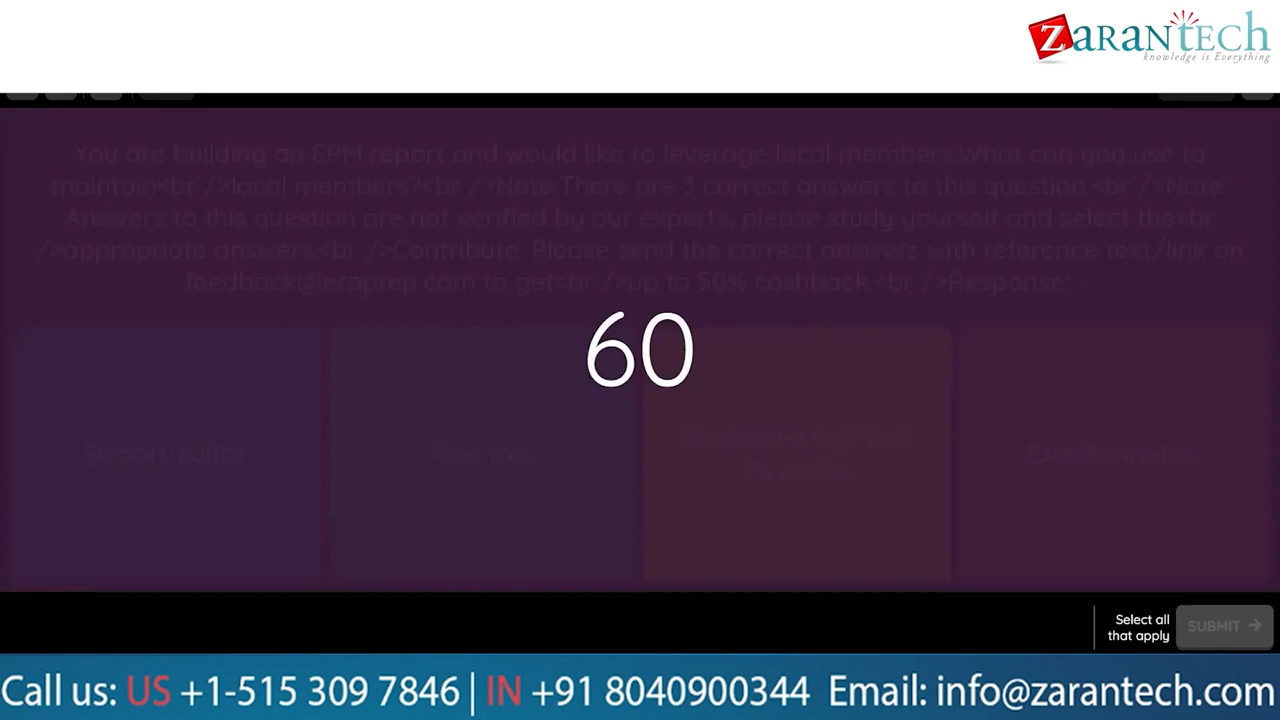 ZARANTECH
knowledge is Everything
You are building an EPM report and would like to leverage local members.What can you use to
maintain<br />local members?<br />Note:There are 3 correct answers to this question.<br />Note:
Answers to this question are not verified by our experts, please study yourself and select the<br
/>appropriate answers.<br />Contribute: Please send the correct answers with reference text/link on
feedback@erpprep.com to get<br />up to 50% cashback.<br />Response:
60
Report editor
Excel formulas
Select all
that apply
SUBMIT →
Call us: US +1-515 309 7846 | IN +91 8040900344 Email: info@zarantech.com